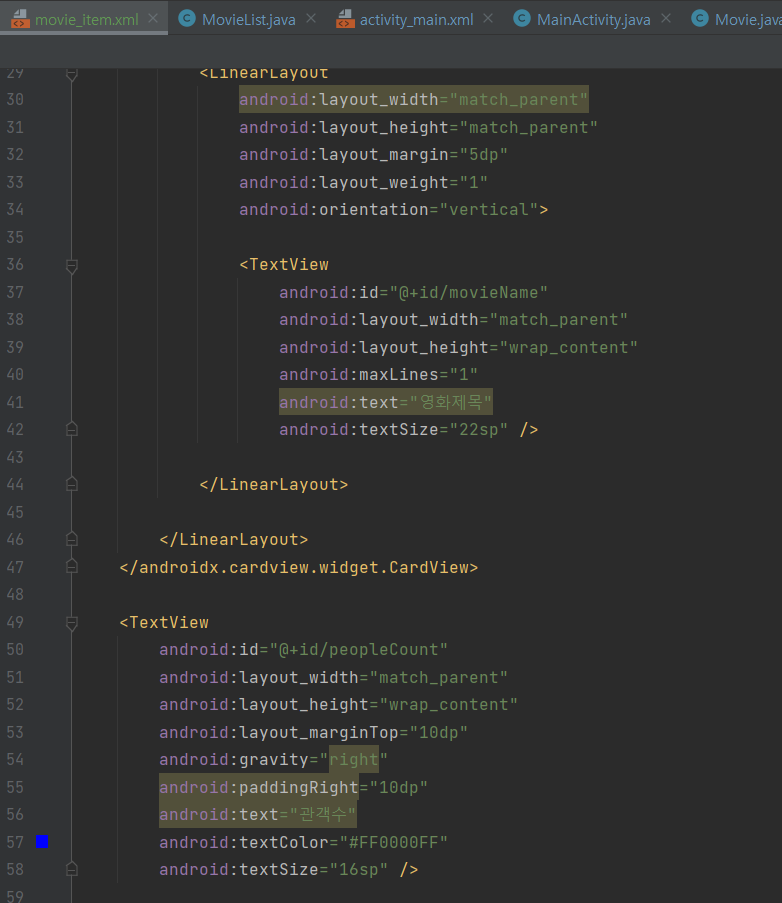 movie_item.xml MovieList.java activity_main.xml MainActivity.java Movie.java
29 <LinearLayout
30 android:layout_width="match_parent"
31 android:layout_height="match_parent"
32 android:layout_margin="5dp"
33 android:layout_weight="1"
34 android:orientation="vertical">
35
36 <TextView
37 android:id="@+id/movieName"
38 android:layout_width="match_parent"
39 android:layout_height="wrap_content"
40 android:maxLines="1"
41 android:text="영화제목"
42 android:textSize="22sp" />
43
44 </LinearLayout>
45
46 </LinearLayout>
47 </androidx.cardview.widget.CardView>
48
49 <TextView
50 android:id="@+id/peopleCount"
51 android:layout_width="match_parent"
52 android:layout_height="wrap_content"
53 android:layout_marginTop="10dp"
54 android:gravity="right"
55 android:paddingRight="10dp"
56 android:text="관객수"
57 android:textColor="#FF0000FF"
58 android:textSize="16sp" />
59